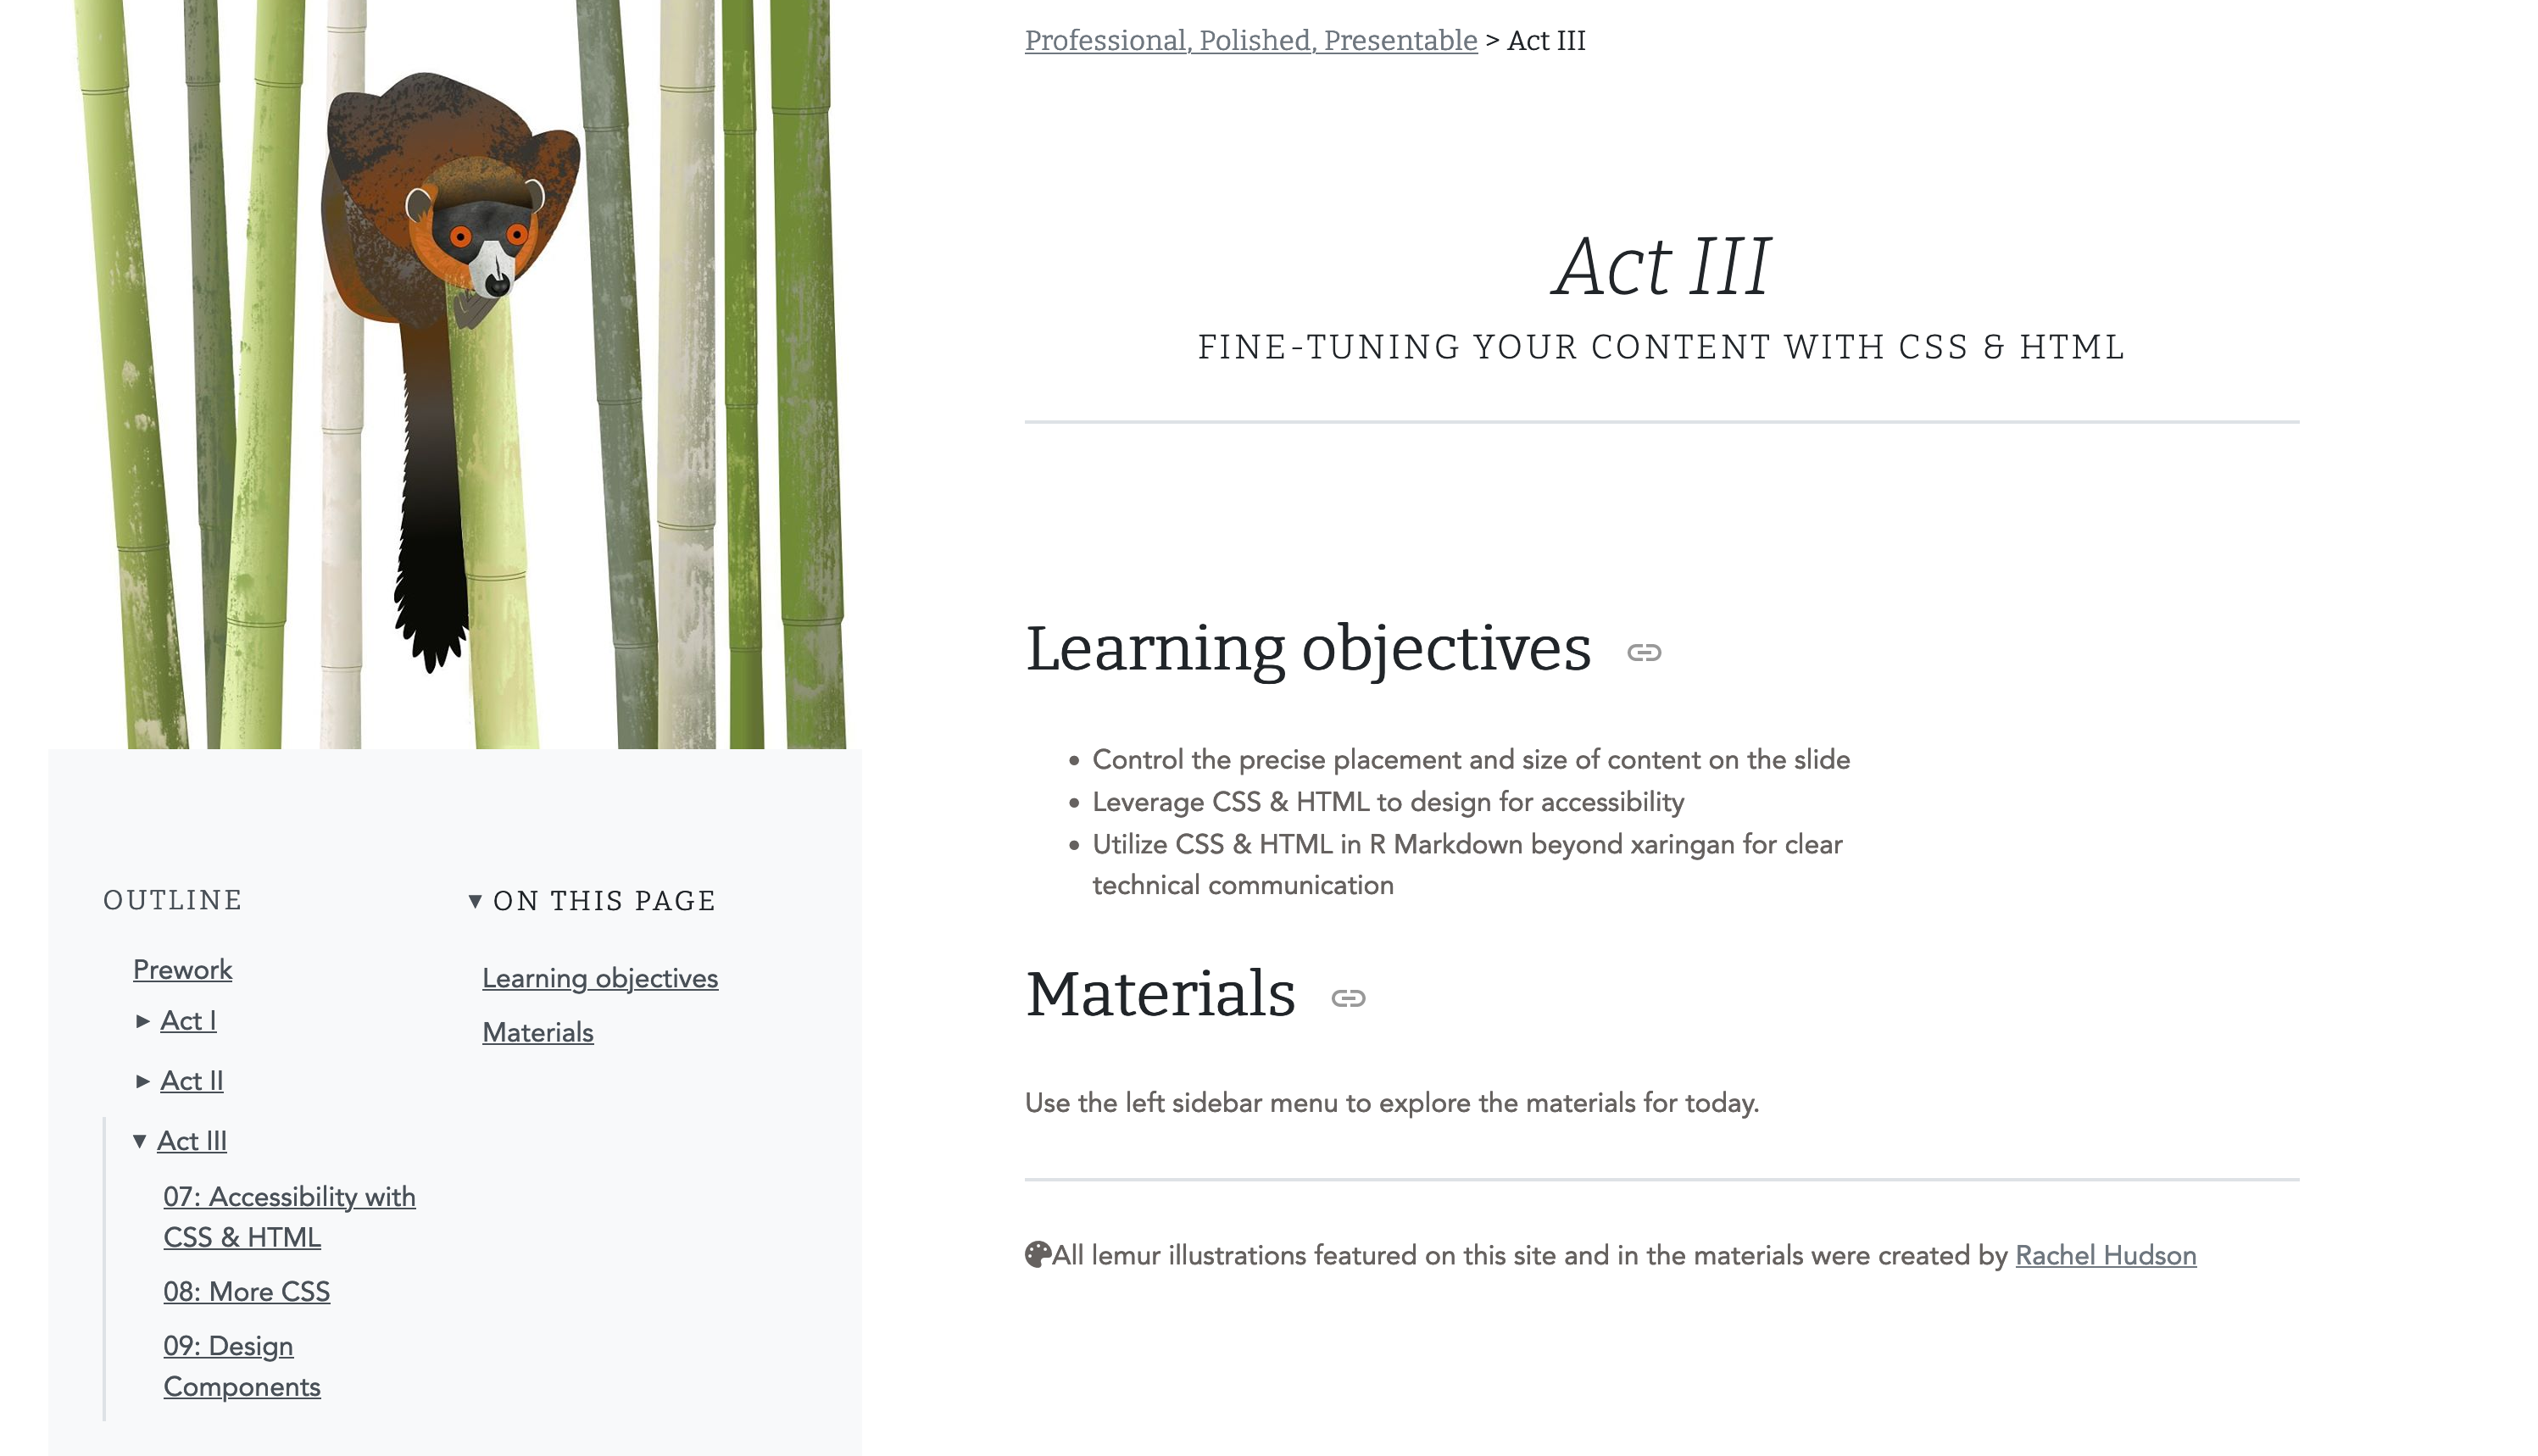 Professional, Polished, Presentable > Act III
Act III
FINE-TUNING YOUR CONTENT WITH CSS & HTML
Learning objectives
• Control the precise placement and size of content on the slide
• Leverage CSS & HTML to design for accessibility
• Utilize CSS & HTML in R Markdown beyond xaringan for clear
technical communication
Materials
Use the left sidebar menu to explore the materials for today.
All lemur illustrations featured on this site and in the materials were created by Rachel Hudson
OUTLINE
Prework
▸ Act I
▸ Act II
▾ Act III
07: Accessibility with
CSS & HTML
08: More CSS
09: Design
Components
▾ ON THIS PAGE
Learning objectives
Materials